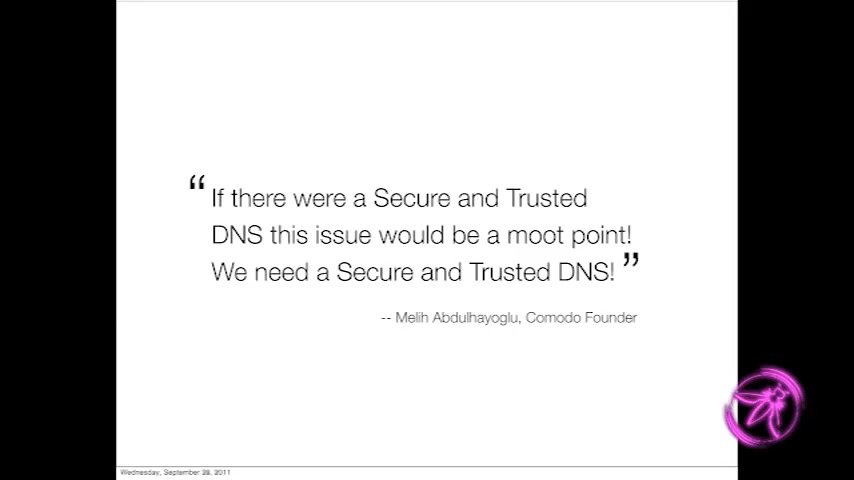 “ If there were a Secure and Trusted
DNS this issue would be a moot point!
We need a Secure and Trusted DNS! ”
-- Melih Abdulhayoglu, Comodo Founder
Wednesday, September 28, 2011